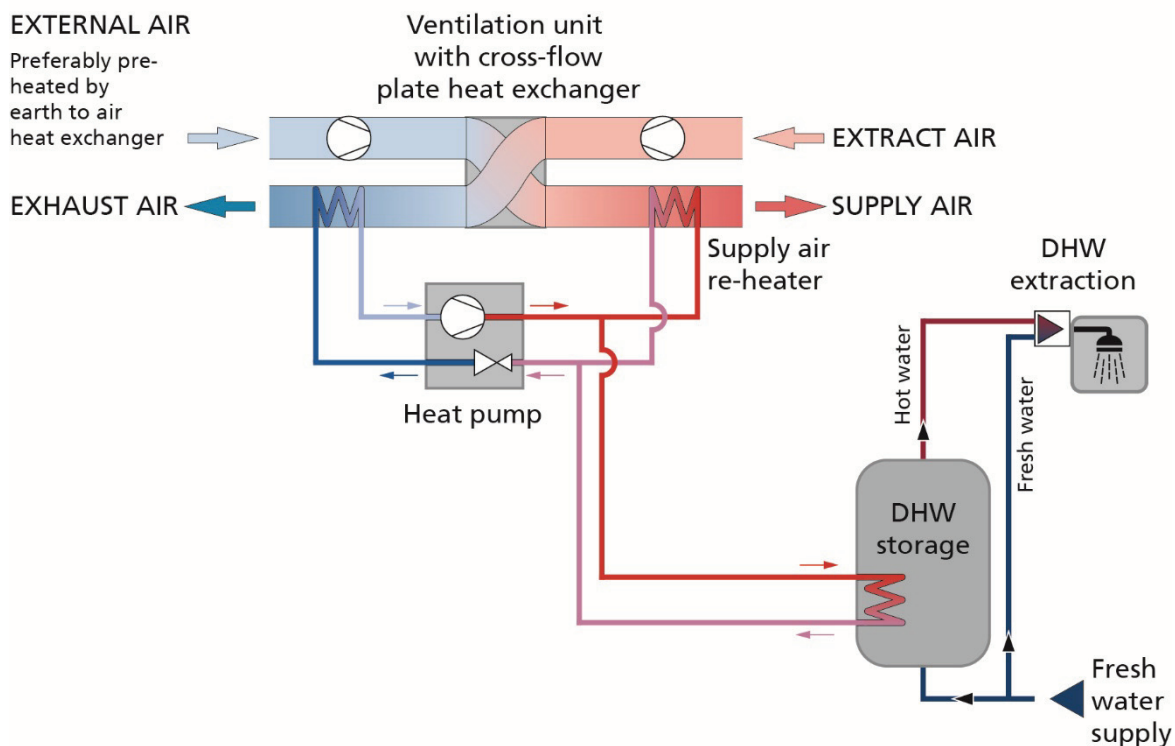 EXTERNAL AIR
Preferably pre-
heated by
earth to air
heat exchanger
Ventilation unit
with cross-flow
plate heat exchanger
EXTRACT AIR
EXHAUST AIR
SUPPLY AIR
Supply air
re-heater
DHW
extraction
Heat pump
Hot water
Fresh water
DHW
storage
Fresh
water
supply